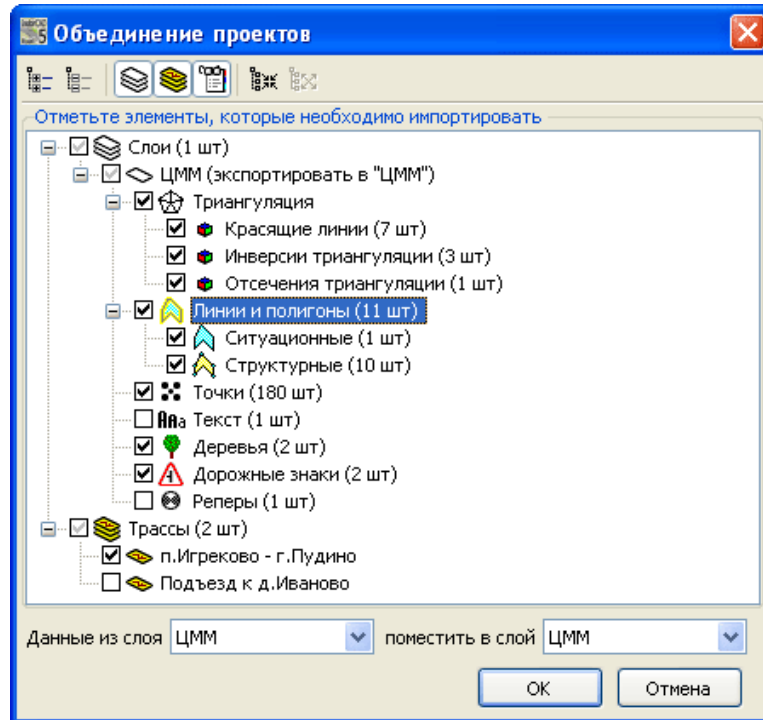 Объединение проектов
Отметьте элементы, которые необходимо импортировать
Слои (1 шт)
ЦММ (экспортировать в "ЦММ")
Триангуляция
Красящие линии (7 шт)
Инверсии триангуляции (3 шт)
Отсечения триангуляции (1 шт)
Линии и полигоны (11 шт)
Ситуационные (1 шт)
Структурные (10 шт)
Точки (180 шт)
Текст (1 шт)
Деревья (2 шт)
Дорожные знаки (2 шт)
Реперы (1 шт)
Трассы (2 шт)
п.Игреково - г.Пудино
Подъезд к д.Иваново
Данные из слоя ЦММ поместить в слой ЦММ
ОК Отмена